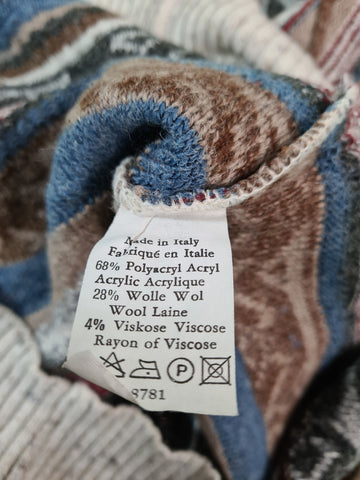 Made in Italy
Fabriqué en Italie
68% Polyacryl Acryl
Acrylic Acrylique
28% Wolle Wol
Wool Laine
4% Viskose Viscose
Rayon of Viscose
P
8781